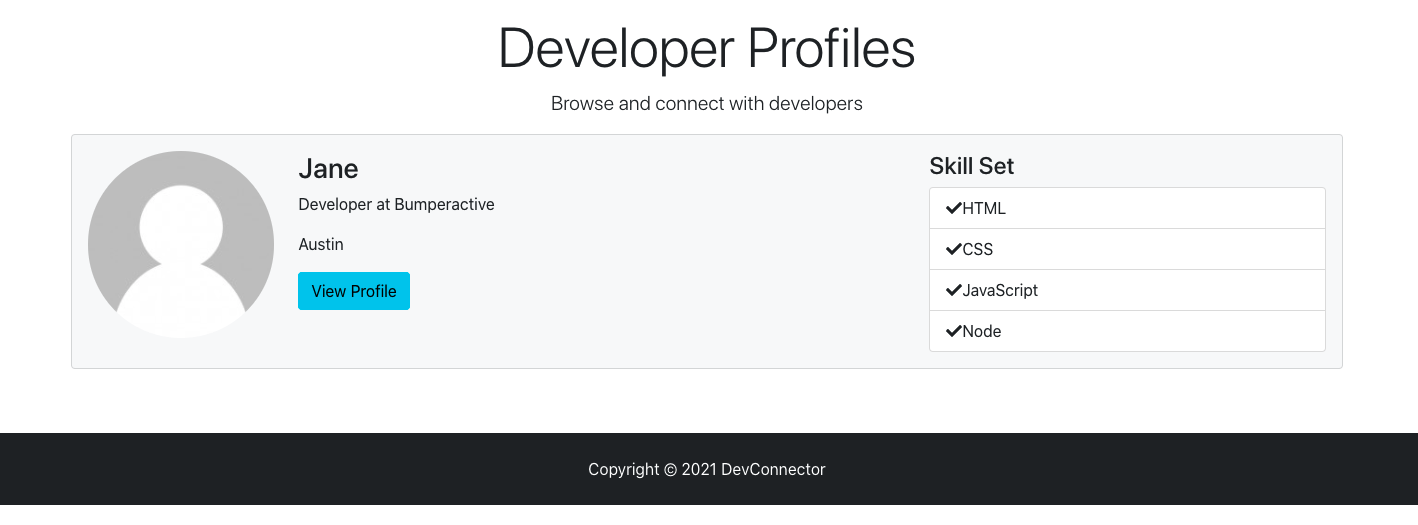 Developer Profiles
Browse and connect with developers
Jane
Developer at Bumperactive
Austin
View Profile
Skill Set
HTML
CSS
JavaScript
Node
Copyright © 2021 DevConnector